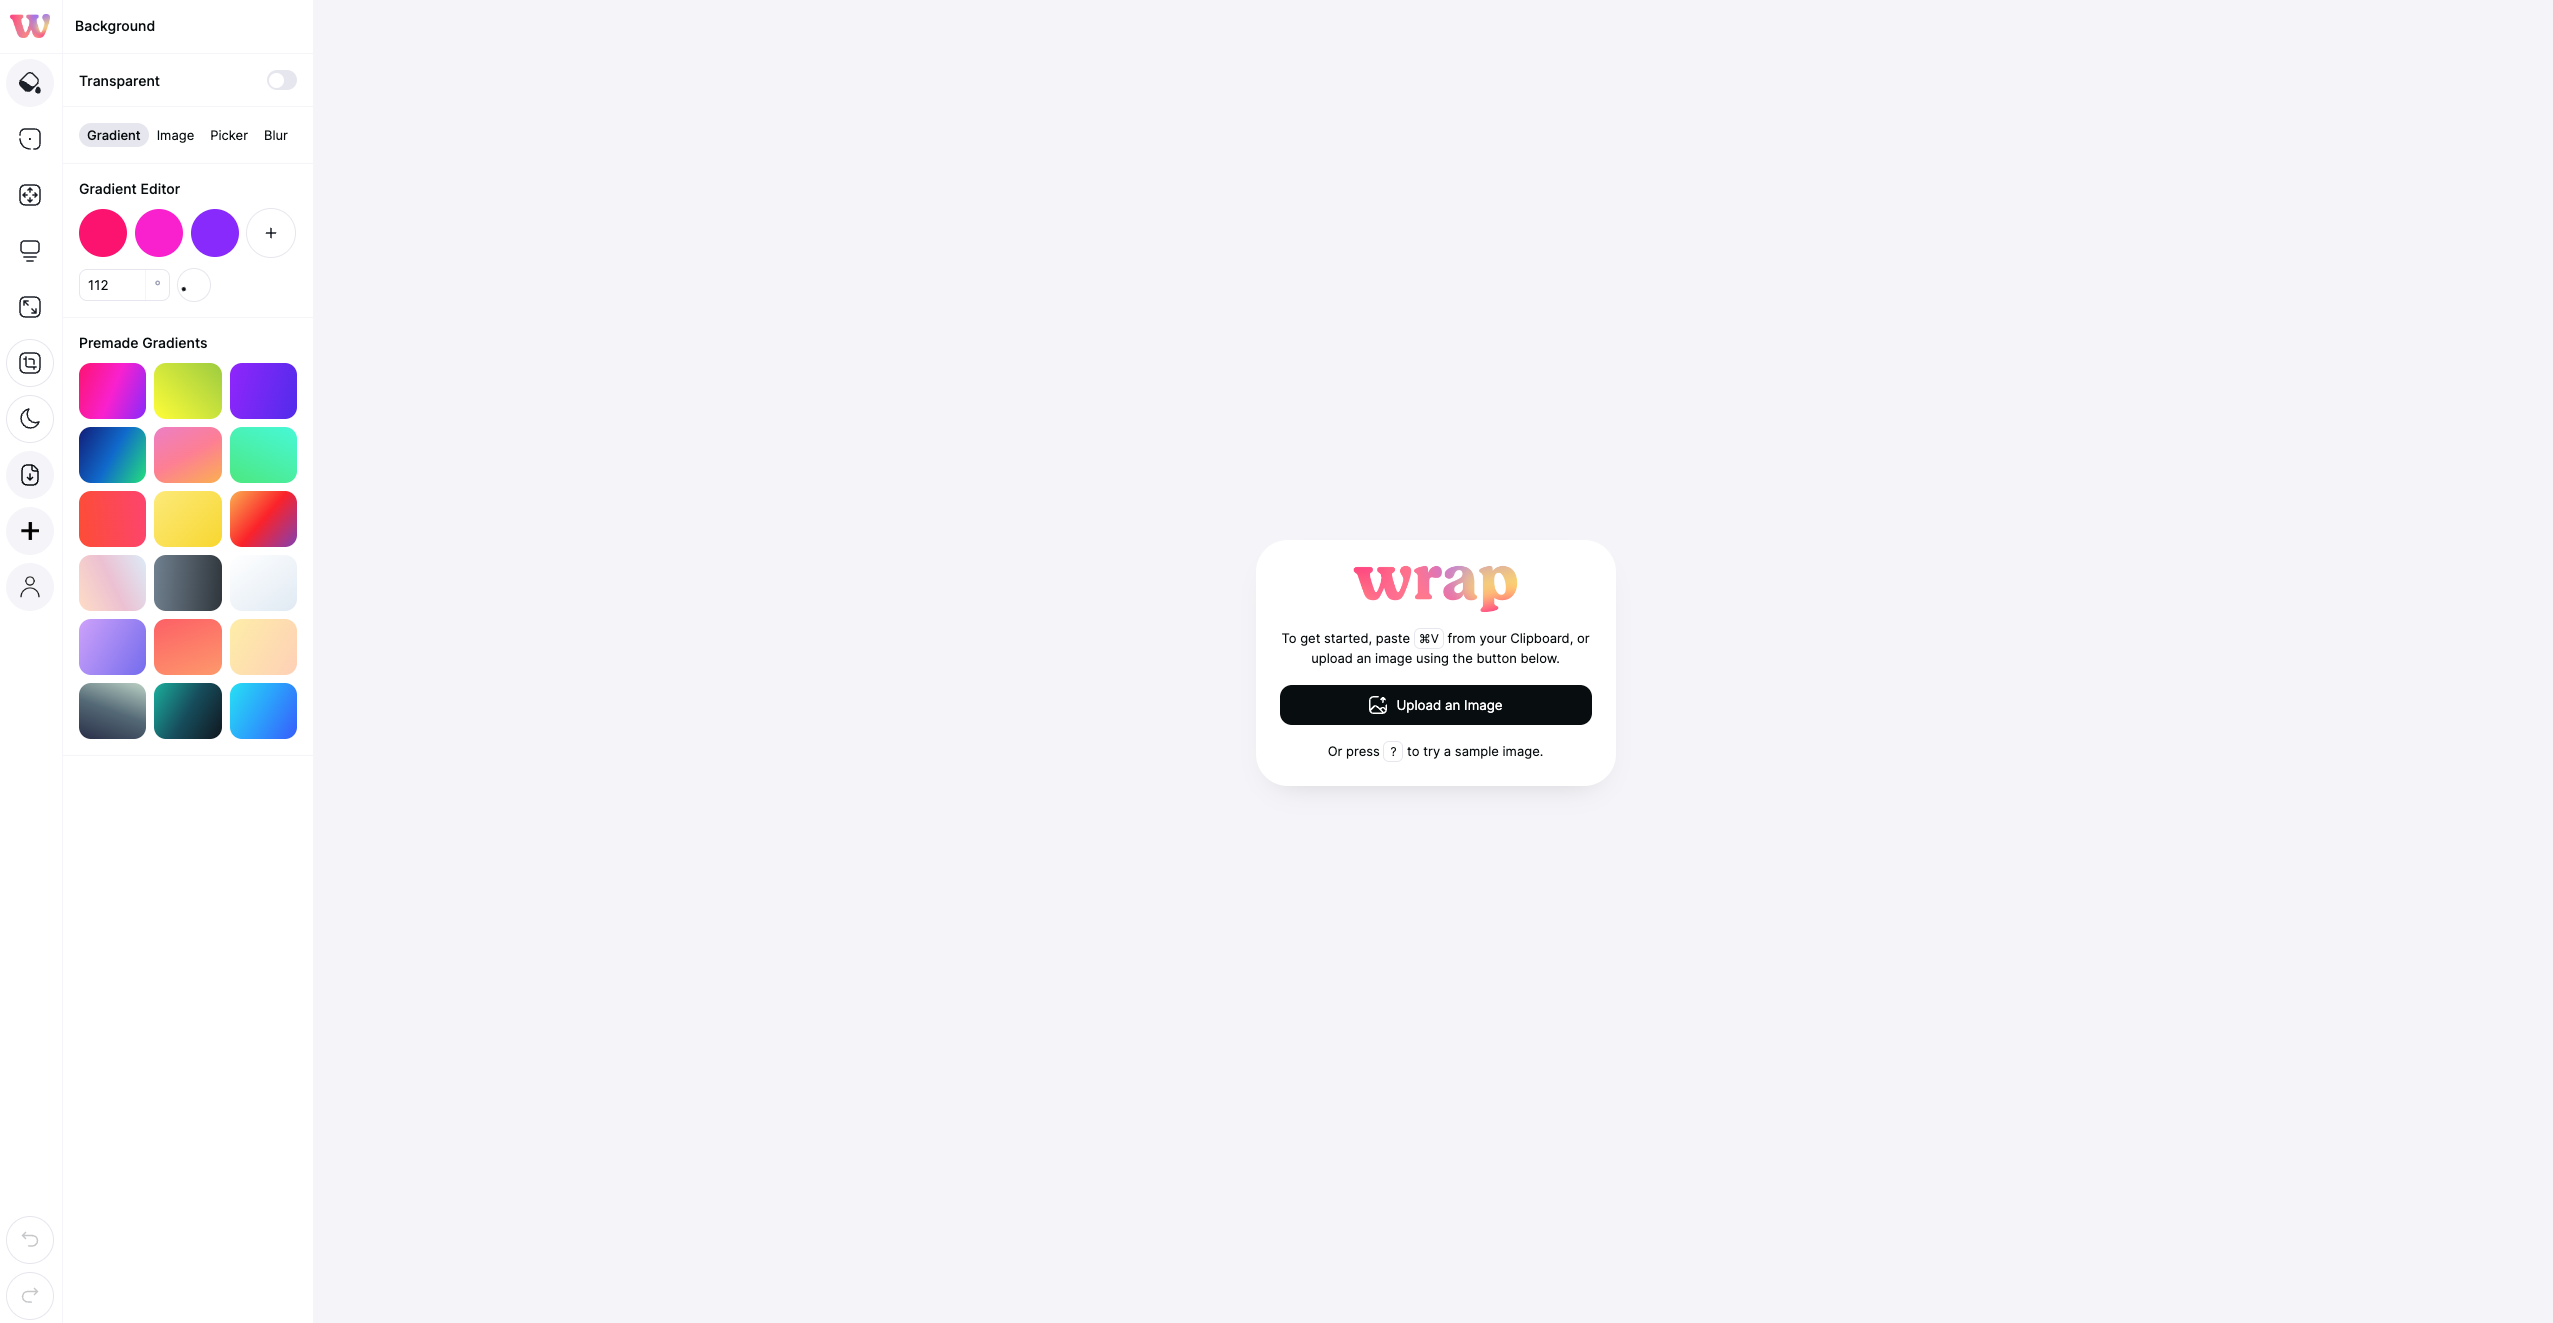 w
Background
Transparent
Gradient Image Picker Blur
Gradient Editor
+
112 °
Premade Gradients
wrap
To get started, paste ⌘V from your Clipboard, or
upload an image using the button below.
Upload an Image
Or press ? to try a sample image.